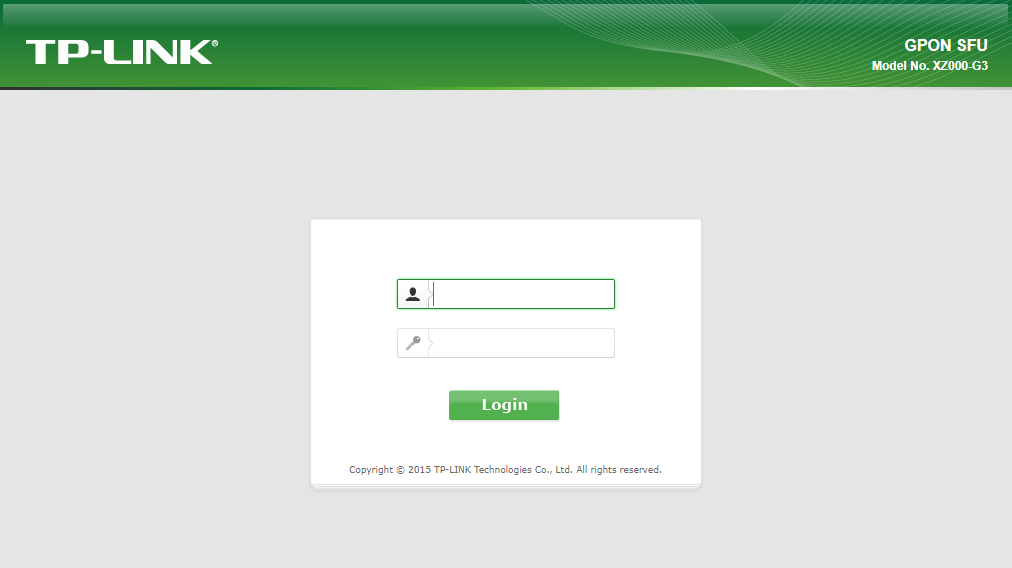 TP-LINK®
GPON SFU
Model No. XZ000-G3
Login
Copyright © 2015 TP-LINK Technologies Co., Ltd. All rights reserved.